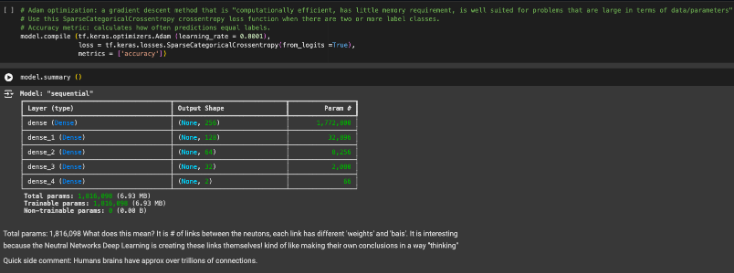 [ ] # Adam optimization: a gradient descent method that is "computationally efficient, has little memory requirement, is well suited for problems that are large in terms of data/parameters"
# Use this SparseCategoricalCrossentropy crossentropy loss function when there are two or more label classes.
# Accuracy metric: calculates how often predictions equal labels.
model.compile (tf.keras.optimizers.Adam (learning_rate = 0.0001),
loss = tf.keras.losses.SparseCategoricalCrossentropy(from_logits =True),
metrics = ['accuracy'])
model.summary ()
Model: "sequential"
Layer (type) Output Shape Param #
dense (Dense) (None, 256) 1,772,800
dense_1 (Dense) (None, 128) 32,896
dense_2 (Dense) (None, 64) 8,256
dense_3 (Dense) (None, 32) 2,080
dense_4 (Dense) (None, 2) 66
Total params: 1,816,098 (6.93 MB)
Trainable params: 1,816,098 (6.93 MB)
Non-trainable params: 0 (0.00 B)
Total params: 1,816,098 What does this mean? It is # of links between the neutons, each link has different 'weights' and 'bais'. It is interesting
because the Neutral Networks Deep Learning is creating these links themselves! kind of like making their own conclusions in a way "thinking"
Quick side comment: Humans brains have approx over trillions of connections.